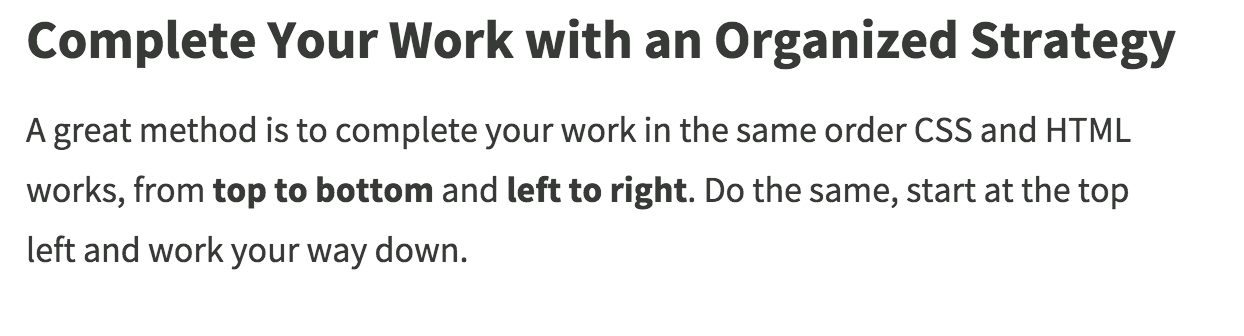 Complete Your Work with an Organized Strategy
A great method is to complete your work in the same order CSS and HTML
works, from top to bottom and left to right. Do the same, start at the top
left and work your way down.